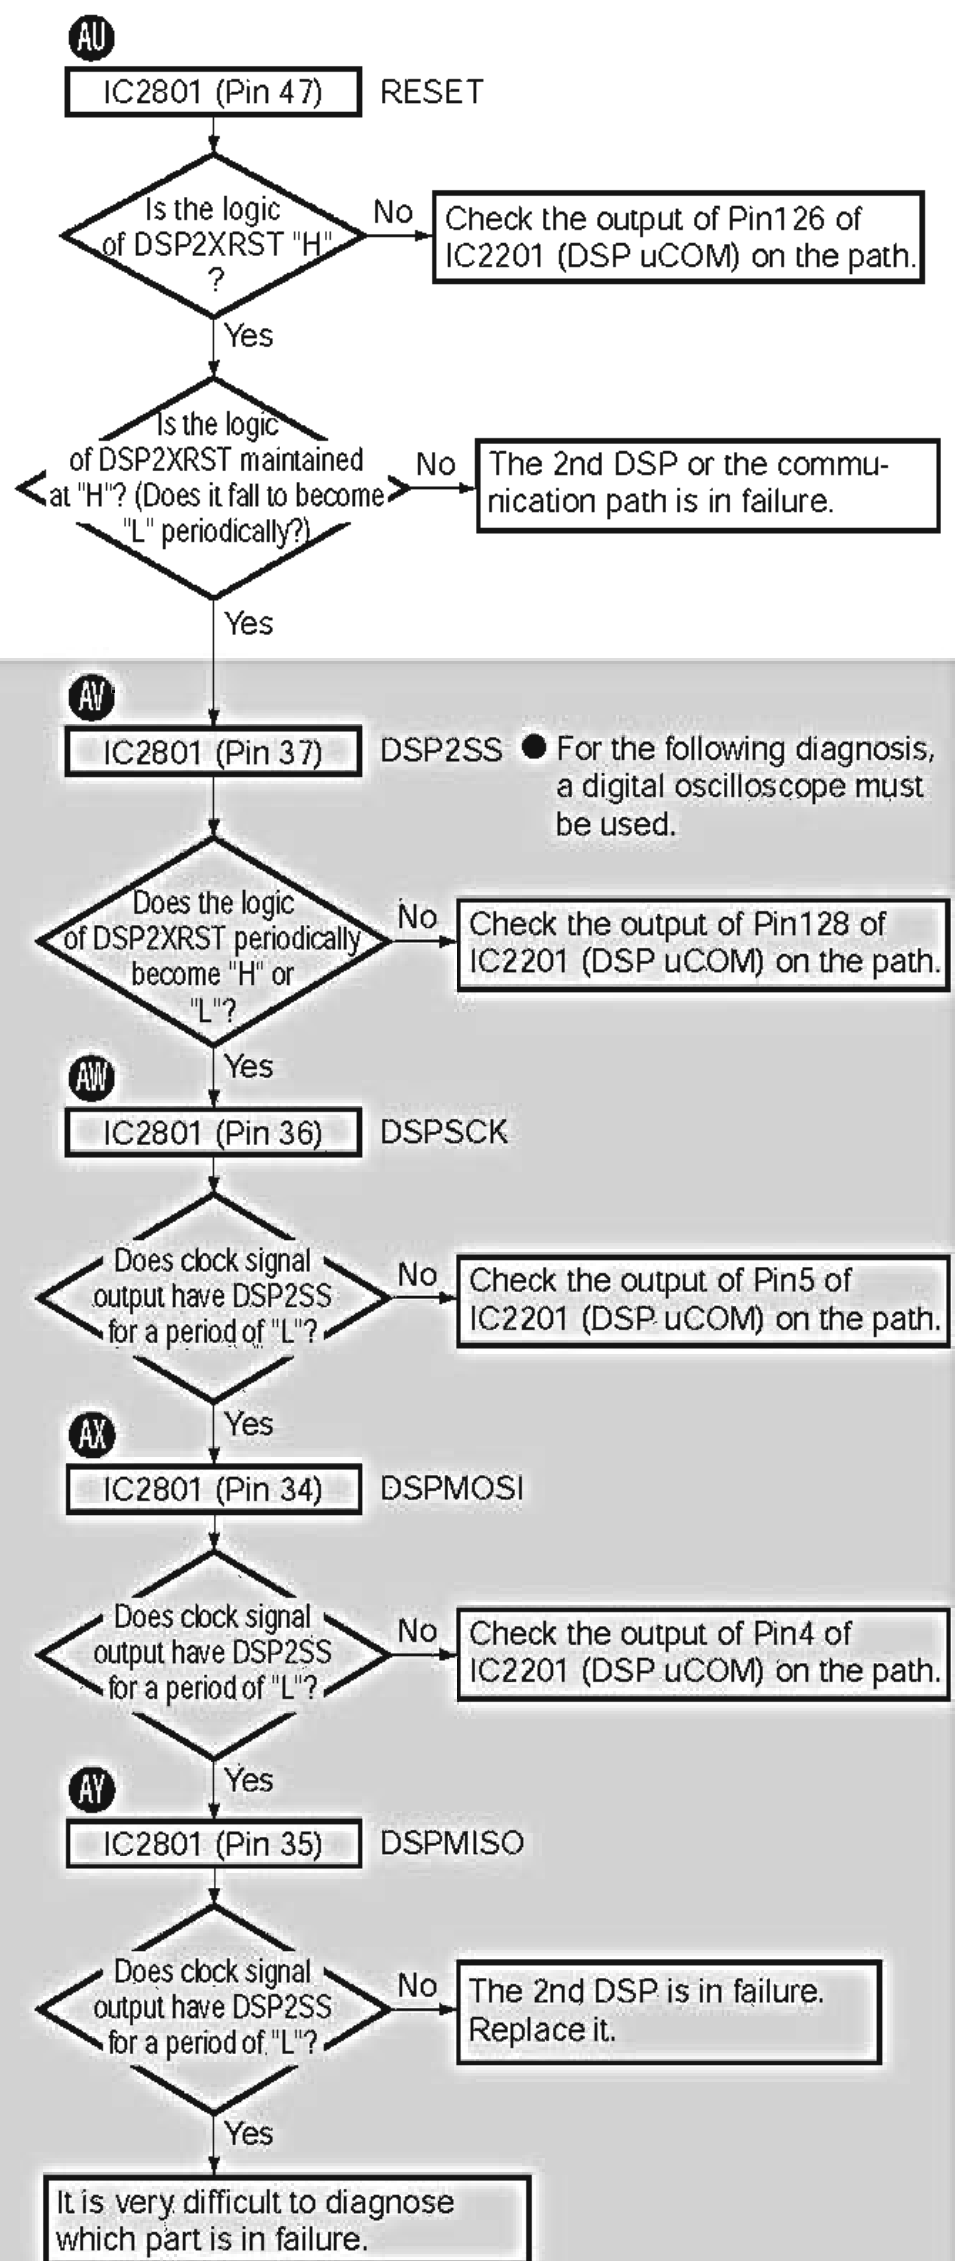 AU
IC2801 (Pin 47) RESET
Is the logic
of DSP2XRST "H"
?
No
Check the output of Pin126 of
IC2201 (DSP uCOM) on the path.
Yes
Is the logic
of DSP2XRST maintained
at "H"? (Does it fall to become
"L" periodically?)
No
The 2nd DSP or the commu-
nication path is in failure.
Yes
AV
IC2801 (Pin 37) DSP2SS
● For the following diagnosis,
a digital oscilloscope must
be used.
Does the logic
of DSP2XRST periodically
become "H" or
"L"?
No
Check the output of Pin128 of
IC2201 (DSP uCOM) on the path.
Yes
AW
IC2801 (Pin 36) DSPSCK
Does clock signal
output have DSP2SS
for a period of "L"?
No
Check the output of Pin5 of
IC2201 (DSP uCOM) on the path.
Yes
AX
IC2801 (Pin 34) DSPMOSI
Does clock signal
output have DSP2SS
for a period of "L"?
No
Check the output of Pin4 of
IC2201 (DSP uCOM) on the path.
Yes
AY
IC2801 (Pin 35) DSPMISO
Does clock signal
output have DSP2SS
for a period of "L"?
No
The 2nd DSP is in failure.
Replace it.
Yes
It is very difficult to diagnose
which part is in failure.